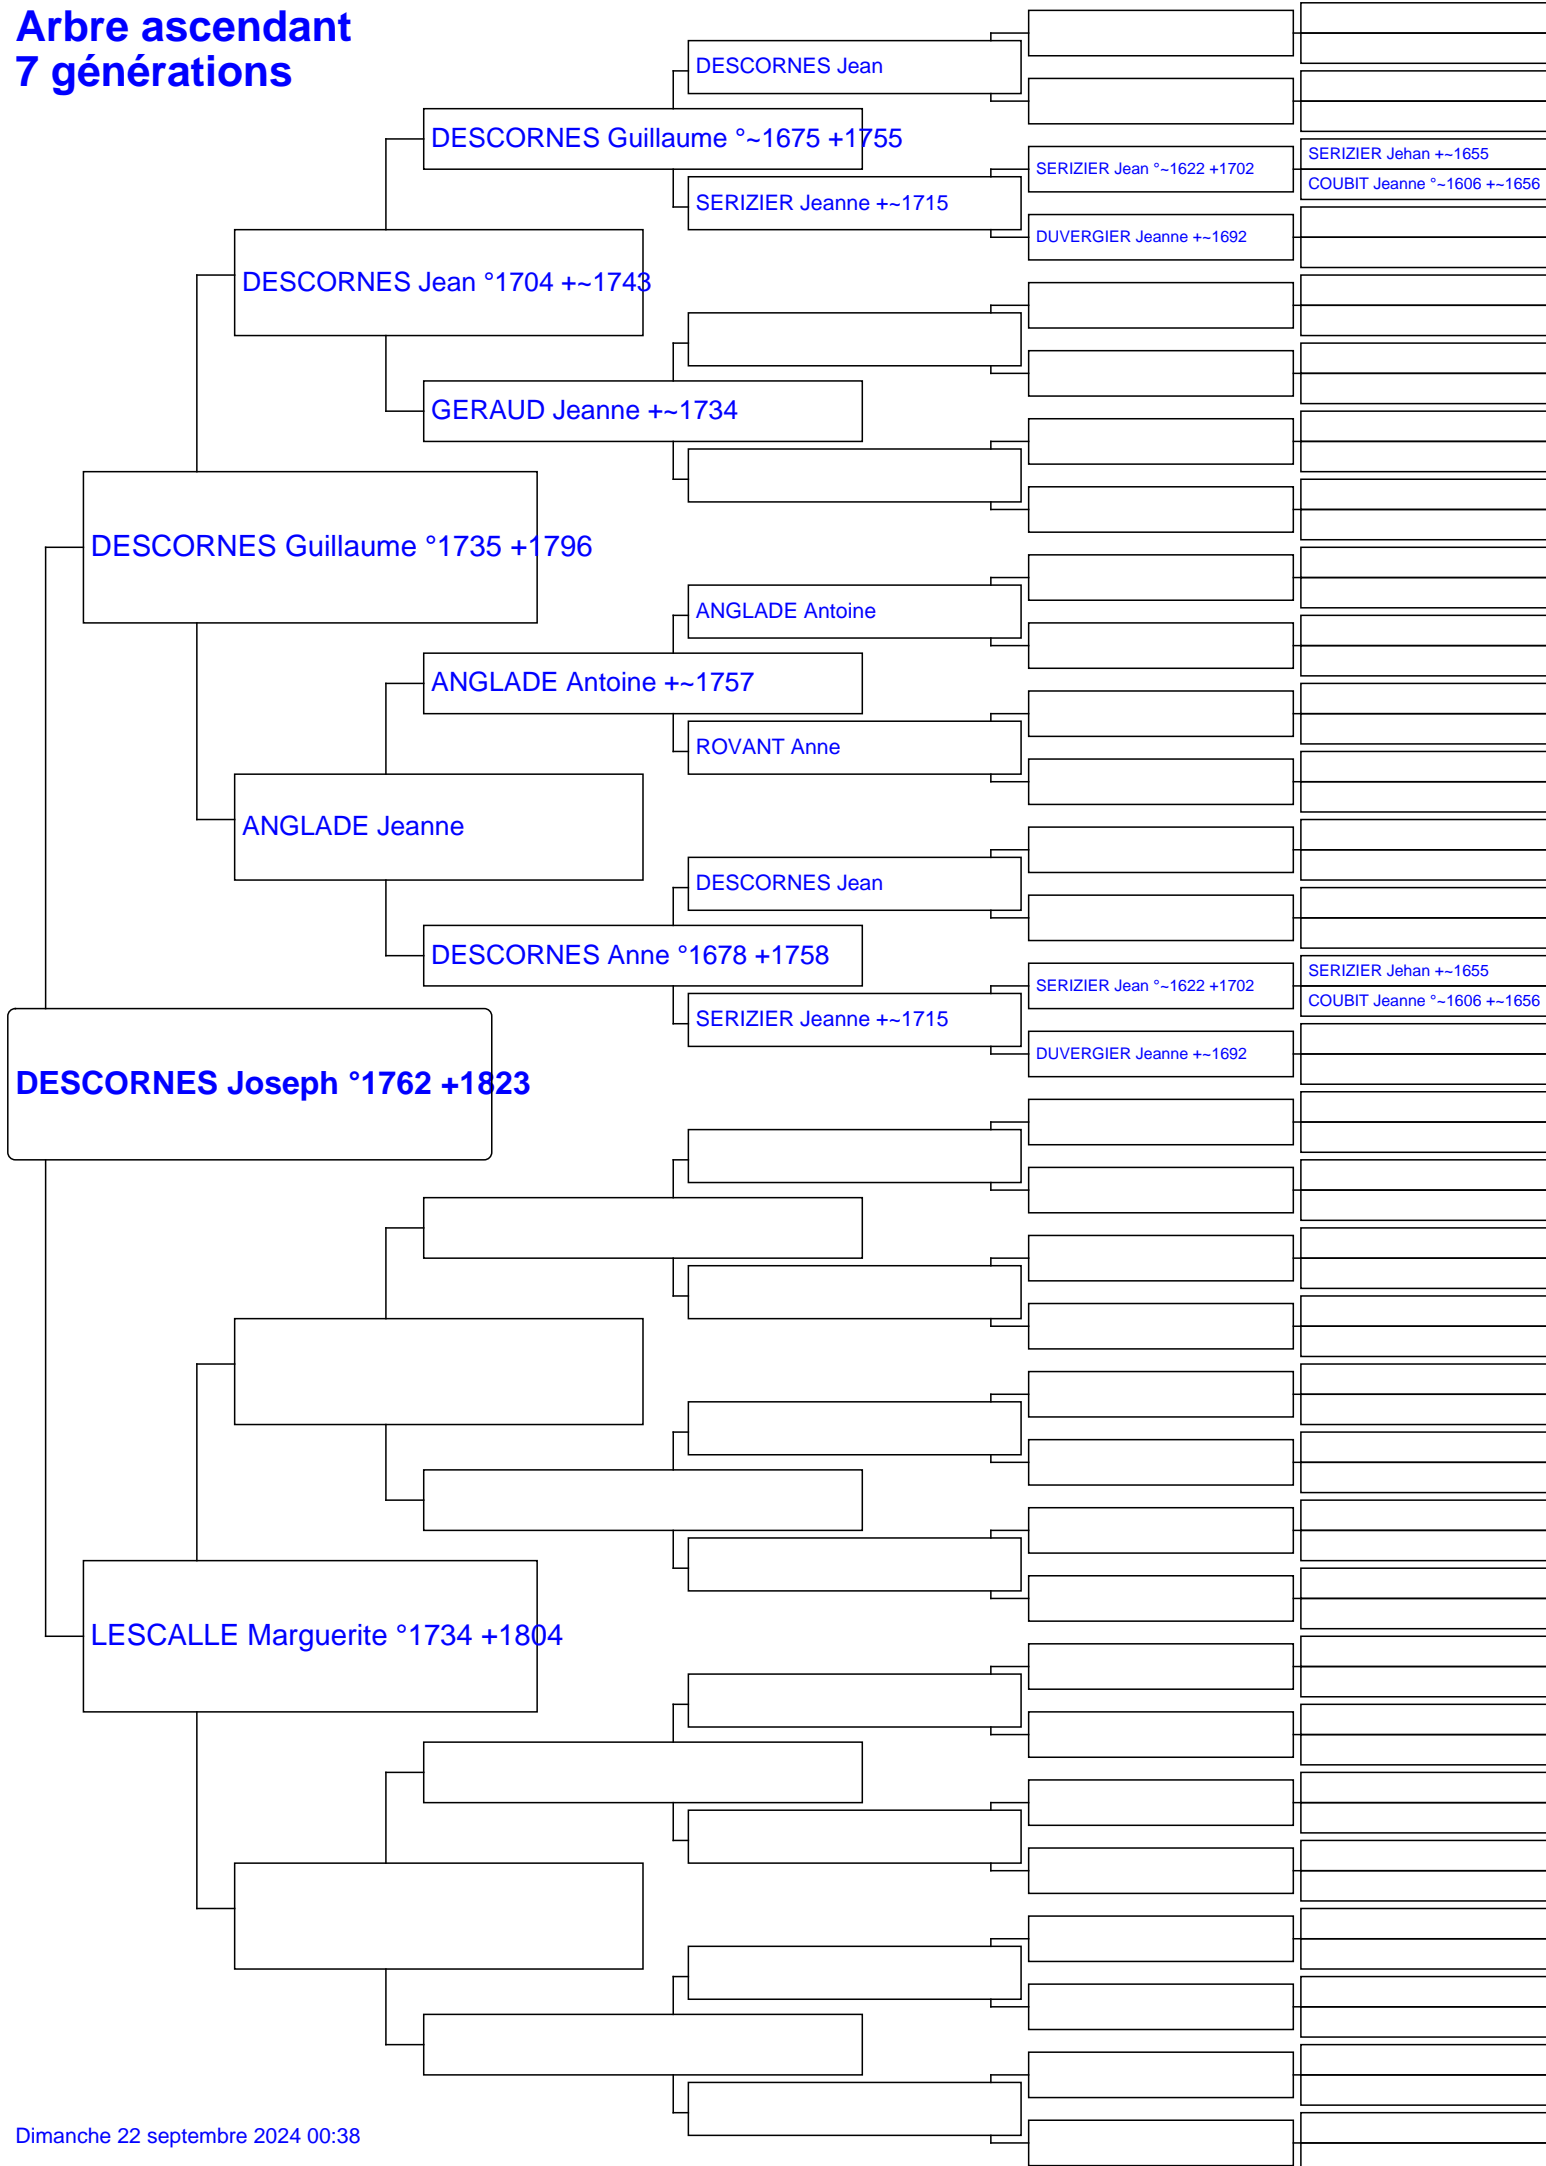 Arbre ascendant
7 générations
DESCORNES Jean
DESCORNES Guillaume °~1675 +1755
SERIZIER Jean °~1622 +1702
SERIZIER Jehan +~1655
COUBIT Jeanne °~1606 +~1656
SERIZIER Jeanne +~1715
DUVERGIER Jeanne +~1692
DESCORNES Jean °1704 +~1743
GERAUD Jeanne +~1734
DESCORNES Guillaume °1735 +1796
ANGLADE Antoine
ANGLADE Antoine +~1757
ROVANT Anne
ANGLADE Jeanne
DESCORNES Jean
DESCORNES Anne °1678 +1758
SERIZIER Jean °~1622 +1702
SERIZIER Jehan +~1655
COUBIT Jeanne °~1606 +~1656
SERIZIER Jeanne +~1715
DUVERGIER Jeanne +~1692
DESCORNES Joseph °1762 +1823
LESCALLE Marguerite °1734 +1804
Dimanche 22 septembre 2024 00:38